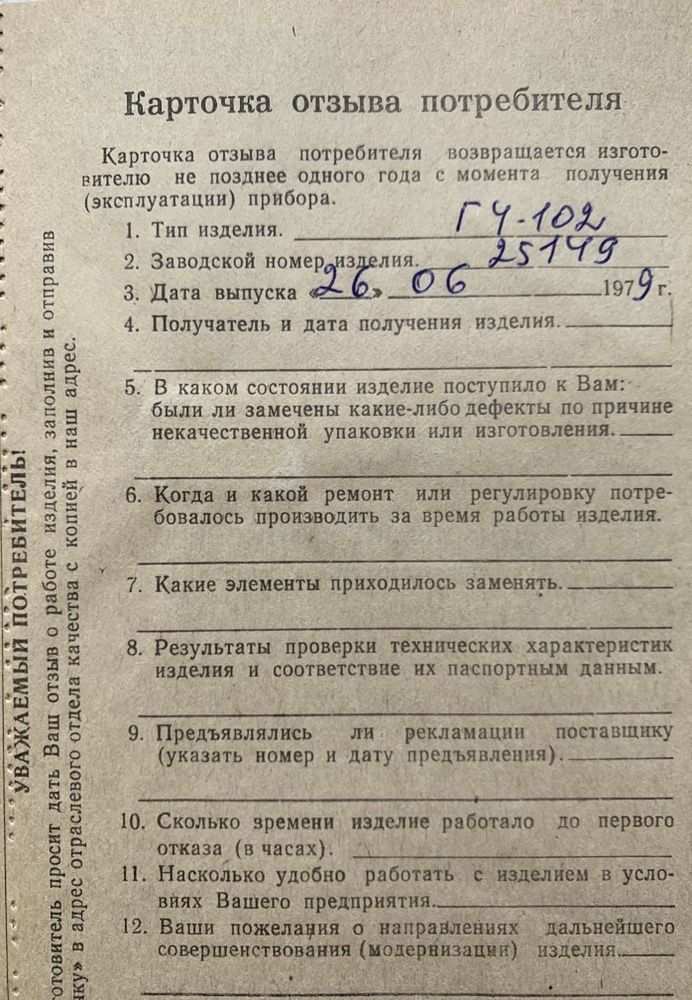 Карточка отзыва потребителя
Карточка отзыва потребителя возвращается изгото-
вителю не позднее одного года с момента получения
(эксплуатации) прибора.
1. Тип изделия. Г4-102
2. Заводской номер изделия. 25149
3. Дата выпуска «26» 06 1979 г.
4. Получатель и дата получения изделия.
5. В каком состоянии изделие поступило к Вам:
были ли замечены какие-либо дефекты по причине
некачественной упаковки или изготовления.
6. Когда и какой ремонт или регулировку потре-
бовалось производить за время работы изделия.
7. Какие элементы приходилось заменять.
8. Результаты проверки технических характеристик
изделия и соответствие их паспортным данным.
9. Предъявлялись ли рекламации поставщику
(указать номер и дату предъявления).
10. Сколько времени изделие работало до первого
отказа (в часах).
11. Насколько удобно работать с изделием в усло-
виях Вашего предприятия.
12. Ваши пожелания о направлениях дальнейшего
совершенствования (модернизации) изделия.
УВАЖАЕМЫЙ ПОТРЕБИТЕЛЬ!
отовитель просит дать Ваш отзыв о работе изделия, заполнив и отправив
чку» в адрес отраслевого отдела качества с копией в наш адрес.